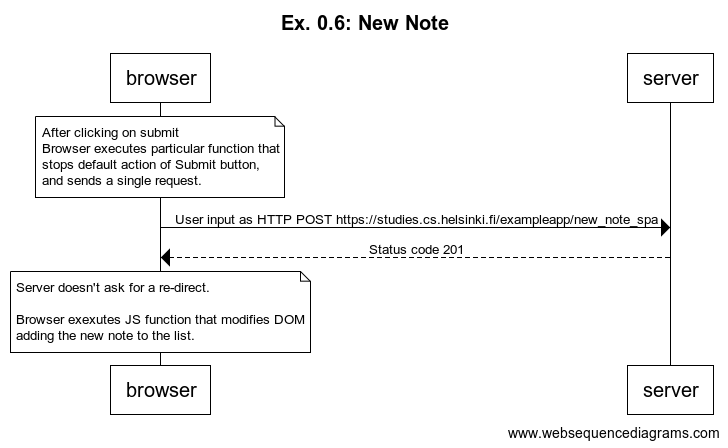 Ex. 0.6: New Note
browser
server
After clicking on submit
Browser executes particular function that
stops default action of Submit button,
and sends a single request.
User input as HTTP POST https://studies.cs.helsinki.fi/exampleapp/new_note_spa
Status code 201
Server doesn't ask for a re-direct.
Browser exexutes JS function that modifies DOM
adding the new note to the list.
browser
server
www.websequencediagrams.com